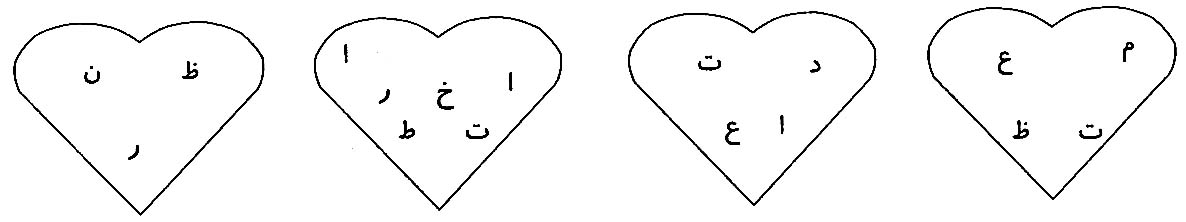 م ع
ت ظ
د ت
ا ع
ا
ا خ ر
ت ط
ظ ن
ر